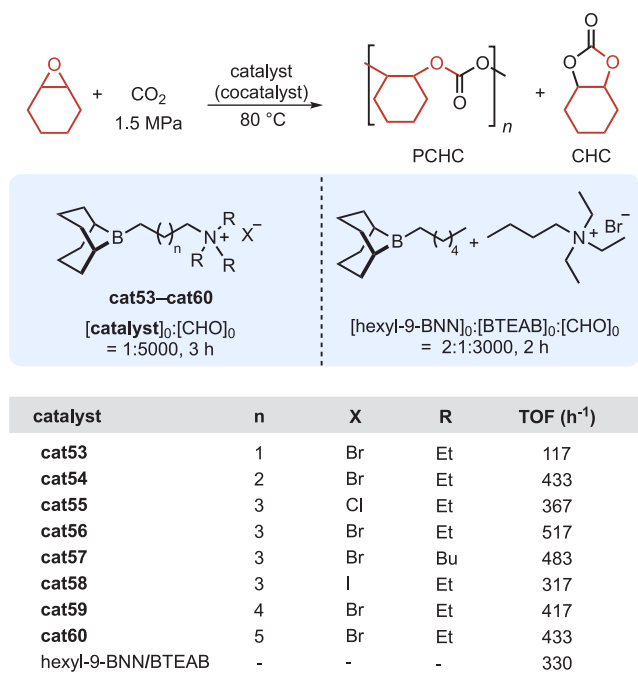 O
+
CO2
1.5 MPa
catalyst
(cocatalyst)
80 °C
O
O
O
n
PCHC
+
O
O
O
CHC
B
n
N+
R
R
R
X−
cat53–cat60
[catalyst]0:[CHO]0
= 1:5000, 3 h
B
4
+
N+
Br−
[hexyl-9-BNN]0:[BTEAB]0:[CHO]0
= 2:1:3000, 2 h
catalyst n X R TOF (h-1)
cat53 1 Br Et 117
cat54 2 Br Et 433
cat55 3 Cl Et 367
cat56 3 Br Et 517
cat57 3 Br Bu 483
cat58 3 I Et 317
cat59 4 Br Et 417
cat60 5 Br Et 433
hexyl-9-BNN/BTEAB - - - 330